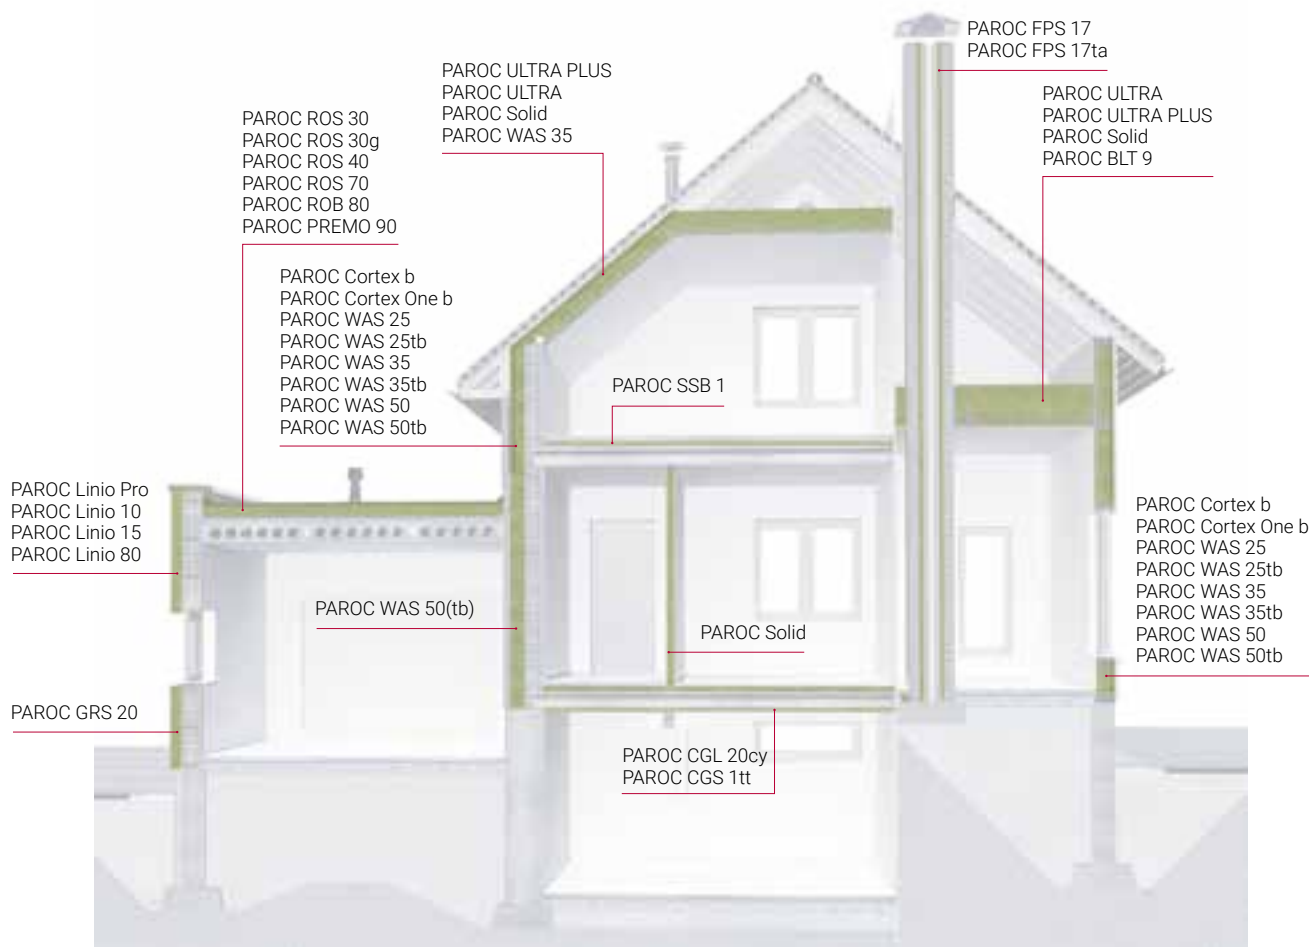 PAROC FPS 17
PAROC FPS 17ta
PAROC ULTRA PLUS
PAROC ULTRA
PAROC Solid
PAROC WAS 35
PAROC ULTRA
PAROC ULTRA PLUS
PAROC Solid
PAROC BLT 9
PAROC ROS 30
PAROC ROS 30g
PAROC ROS 40
PAROC ROS 70
PAROC ROB 80
PAROC PREMO 90
PAROC Cortex b
PAROC Cortex One b
PAROC WAS 25
PAROC WAS 25tb
PAROC WAS 35
PAROC WAS 35tb
PAROC WAS 50
PAROC WAS 50tb
PAROC SSB 1
PAROC Linio Pro
PAROC Linio 10
PAROC Linio 15
PAROC Linio 80
PAROC Cortex b
PAROC Cortex One b
PAROC WAS 25
PAROC WAS 25tb
PAROC WAS 35
PAROC WAS 35tb
PAROC WAS 50
PAROC WAS 50tb
PAROC WAS 50(tb)
PAROC Solid
PAROC GRS 20
PAROC CGL 20cy
PAROC CGS 1tt